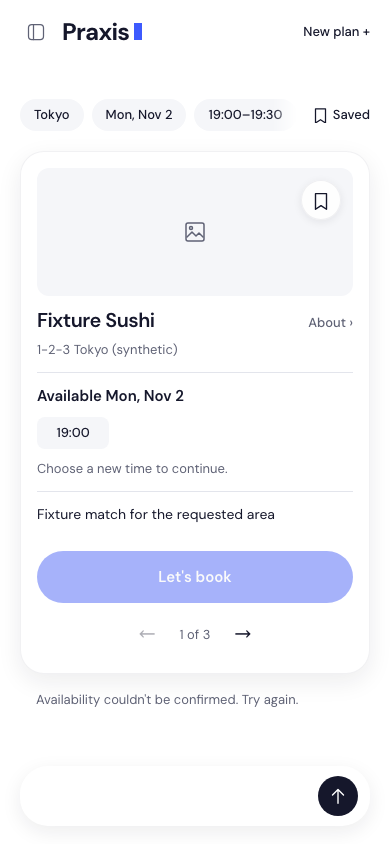 Praxis
New plan +
Tokyo
Mon, Nov 2
19:00–19:30
Saved
Fixture Sushi
About ›
1-2-3 Tokyo (synthetic)
Available Mon, Nov 2
19:00
Choose a new time to continue.
Fixture match for the requested area
Let's book
← 1 of 3 →
Availability couldn't be confirmed. Try again.